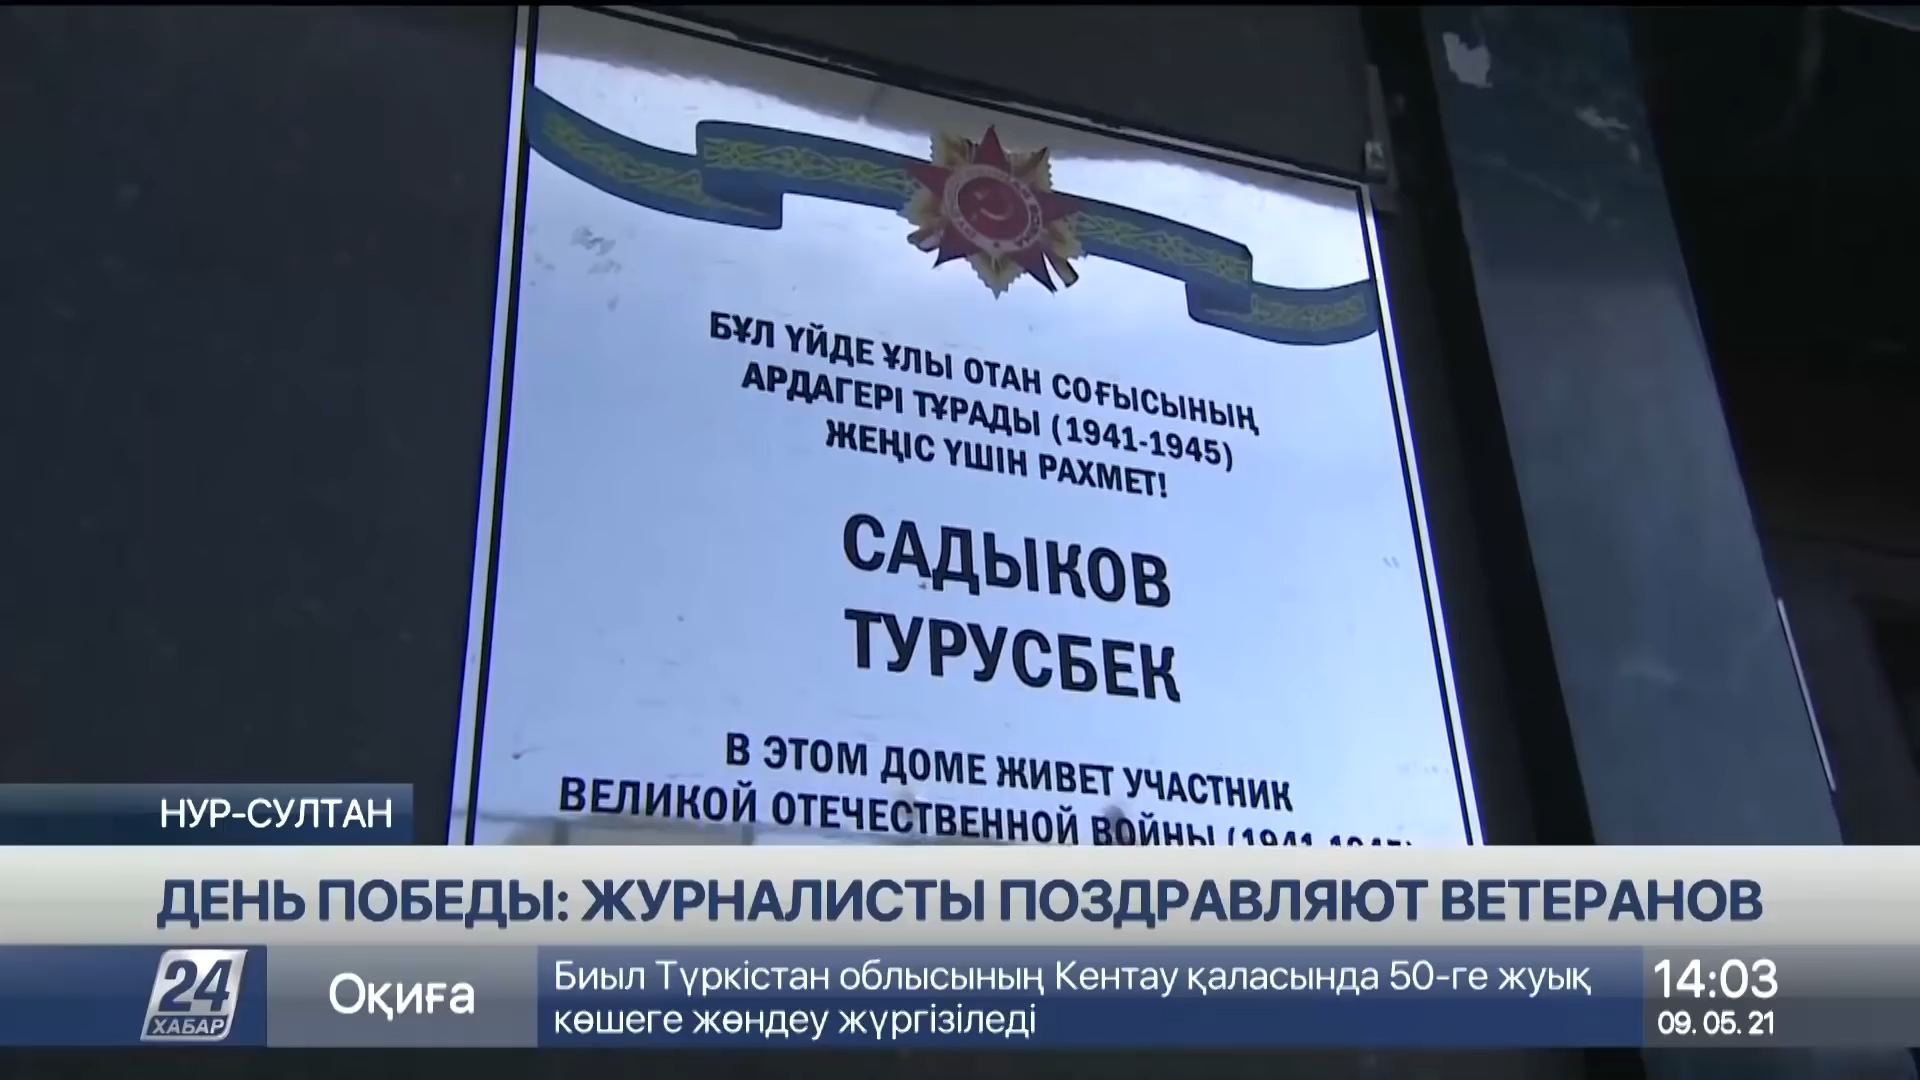 БҰЛ ҮЙДЕ ҰЛЫ ОТАН СОҒЫСЫНЫҢ
АРДАГЕРІ ТҰРАДЫ (1941-1945)
ЖЕҢІС ҮШІН РАХМЕТ!
САДЫКОВ
ТУРУСБЕК
В ЭТОМ ДОМЕ ЖИВЕТ УЧАСТНИК
ВЕЛИКОЙ ОТЕЧЕСТВЕННОЙ ВОЙНЫ (1941-1945)
НУР-СУЛТАН
ДЕНЬ ПОБЕДЫ: ЖУРНАЛИСТЫ ПОЗДРАВЛЯЮТ ВЕТЕРАНОВ
24
ХАБАР
Оқиға
Биыл Түркістан облысының Кентау қаласында 50-ге жуық
көшеге жөндеу жүргізіледі
14:03
09. 05. 21